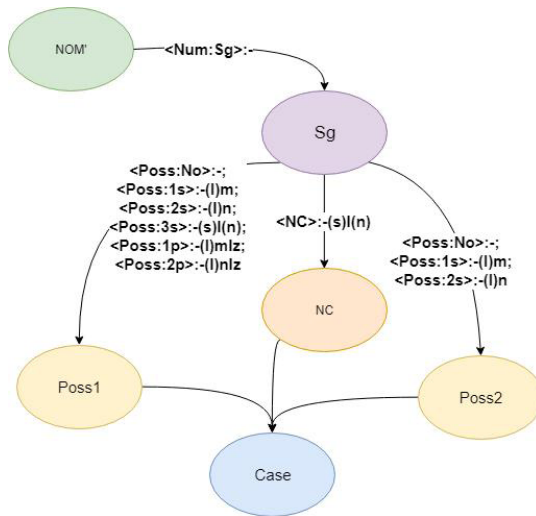 NOM'
<Num:Sg>:-
Sg
<Poss:No>:-;
<Poss:1s>:-(I)m;
<Poss:2s>:-(I)n;
<Poss:3s>:-(s)I(n);
<Poss:1p>:-(I)mIz;
<Poss:2p>:-(I)nIz
<NC>:-(s)I(n)
<Poss:No>:-;
<Poss:1s>:-(I)m;
<Poss:2s>:-(I)n
NC
Poss1
Poss2
Case